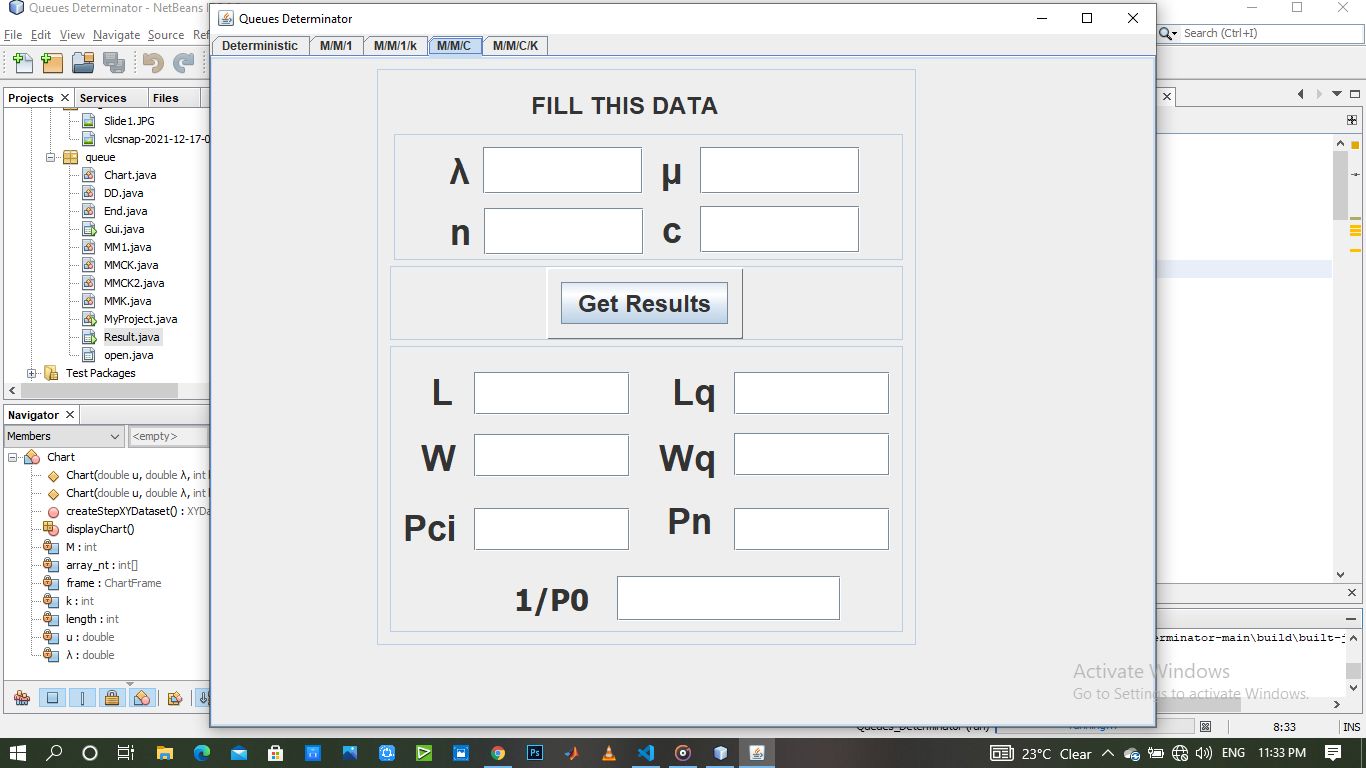 Queues Determinator - NetBeans
Queues Determinator
File Edit View Navigate Source Ref
Search (Ctrl+I)
Deterministic M/M/1 M/M/1/k M/M/C M/M/C/K
Projects Services Files
Slide1.JPG
vlcsnap-2021-12-17-0
queue
Chart.java
DD.java
End.java
Gui.java
MM1.java
MMCK.java
MMCK2.java
MMK.java
MyProject.java
Result.java
open.java
Test Packages
Navigator
Members <empty>
Chart
Chart(double u, double λ, int
Chart(double u, double λ, int
createStepXYDataset() : XYDa
displayChart()
M : int
array_nt : int[]
frame : ChartFrame
k : int
length : int
u : double
λ : double
FILL THIS DATA
λ μ
n c
Get Results
L Lq
W Wq
Pci Pn
1/P0
erminator-main\build\built-j
Activate Windows
Go to Settings to activate Windows.
Queues_Determinator (run) running...
8:33 INS
23°C Clear ENG 11:33 PM